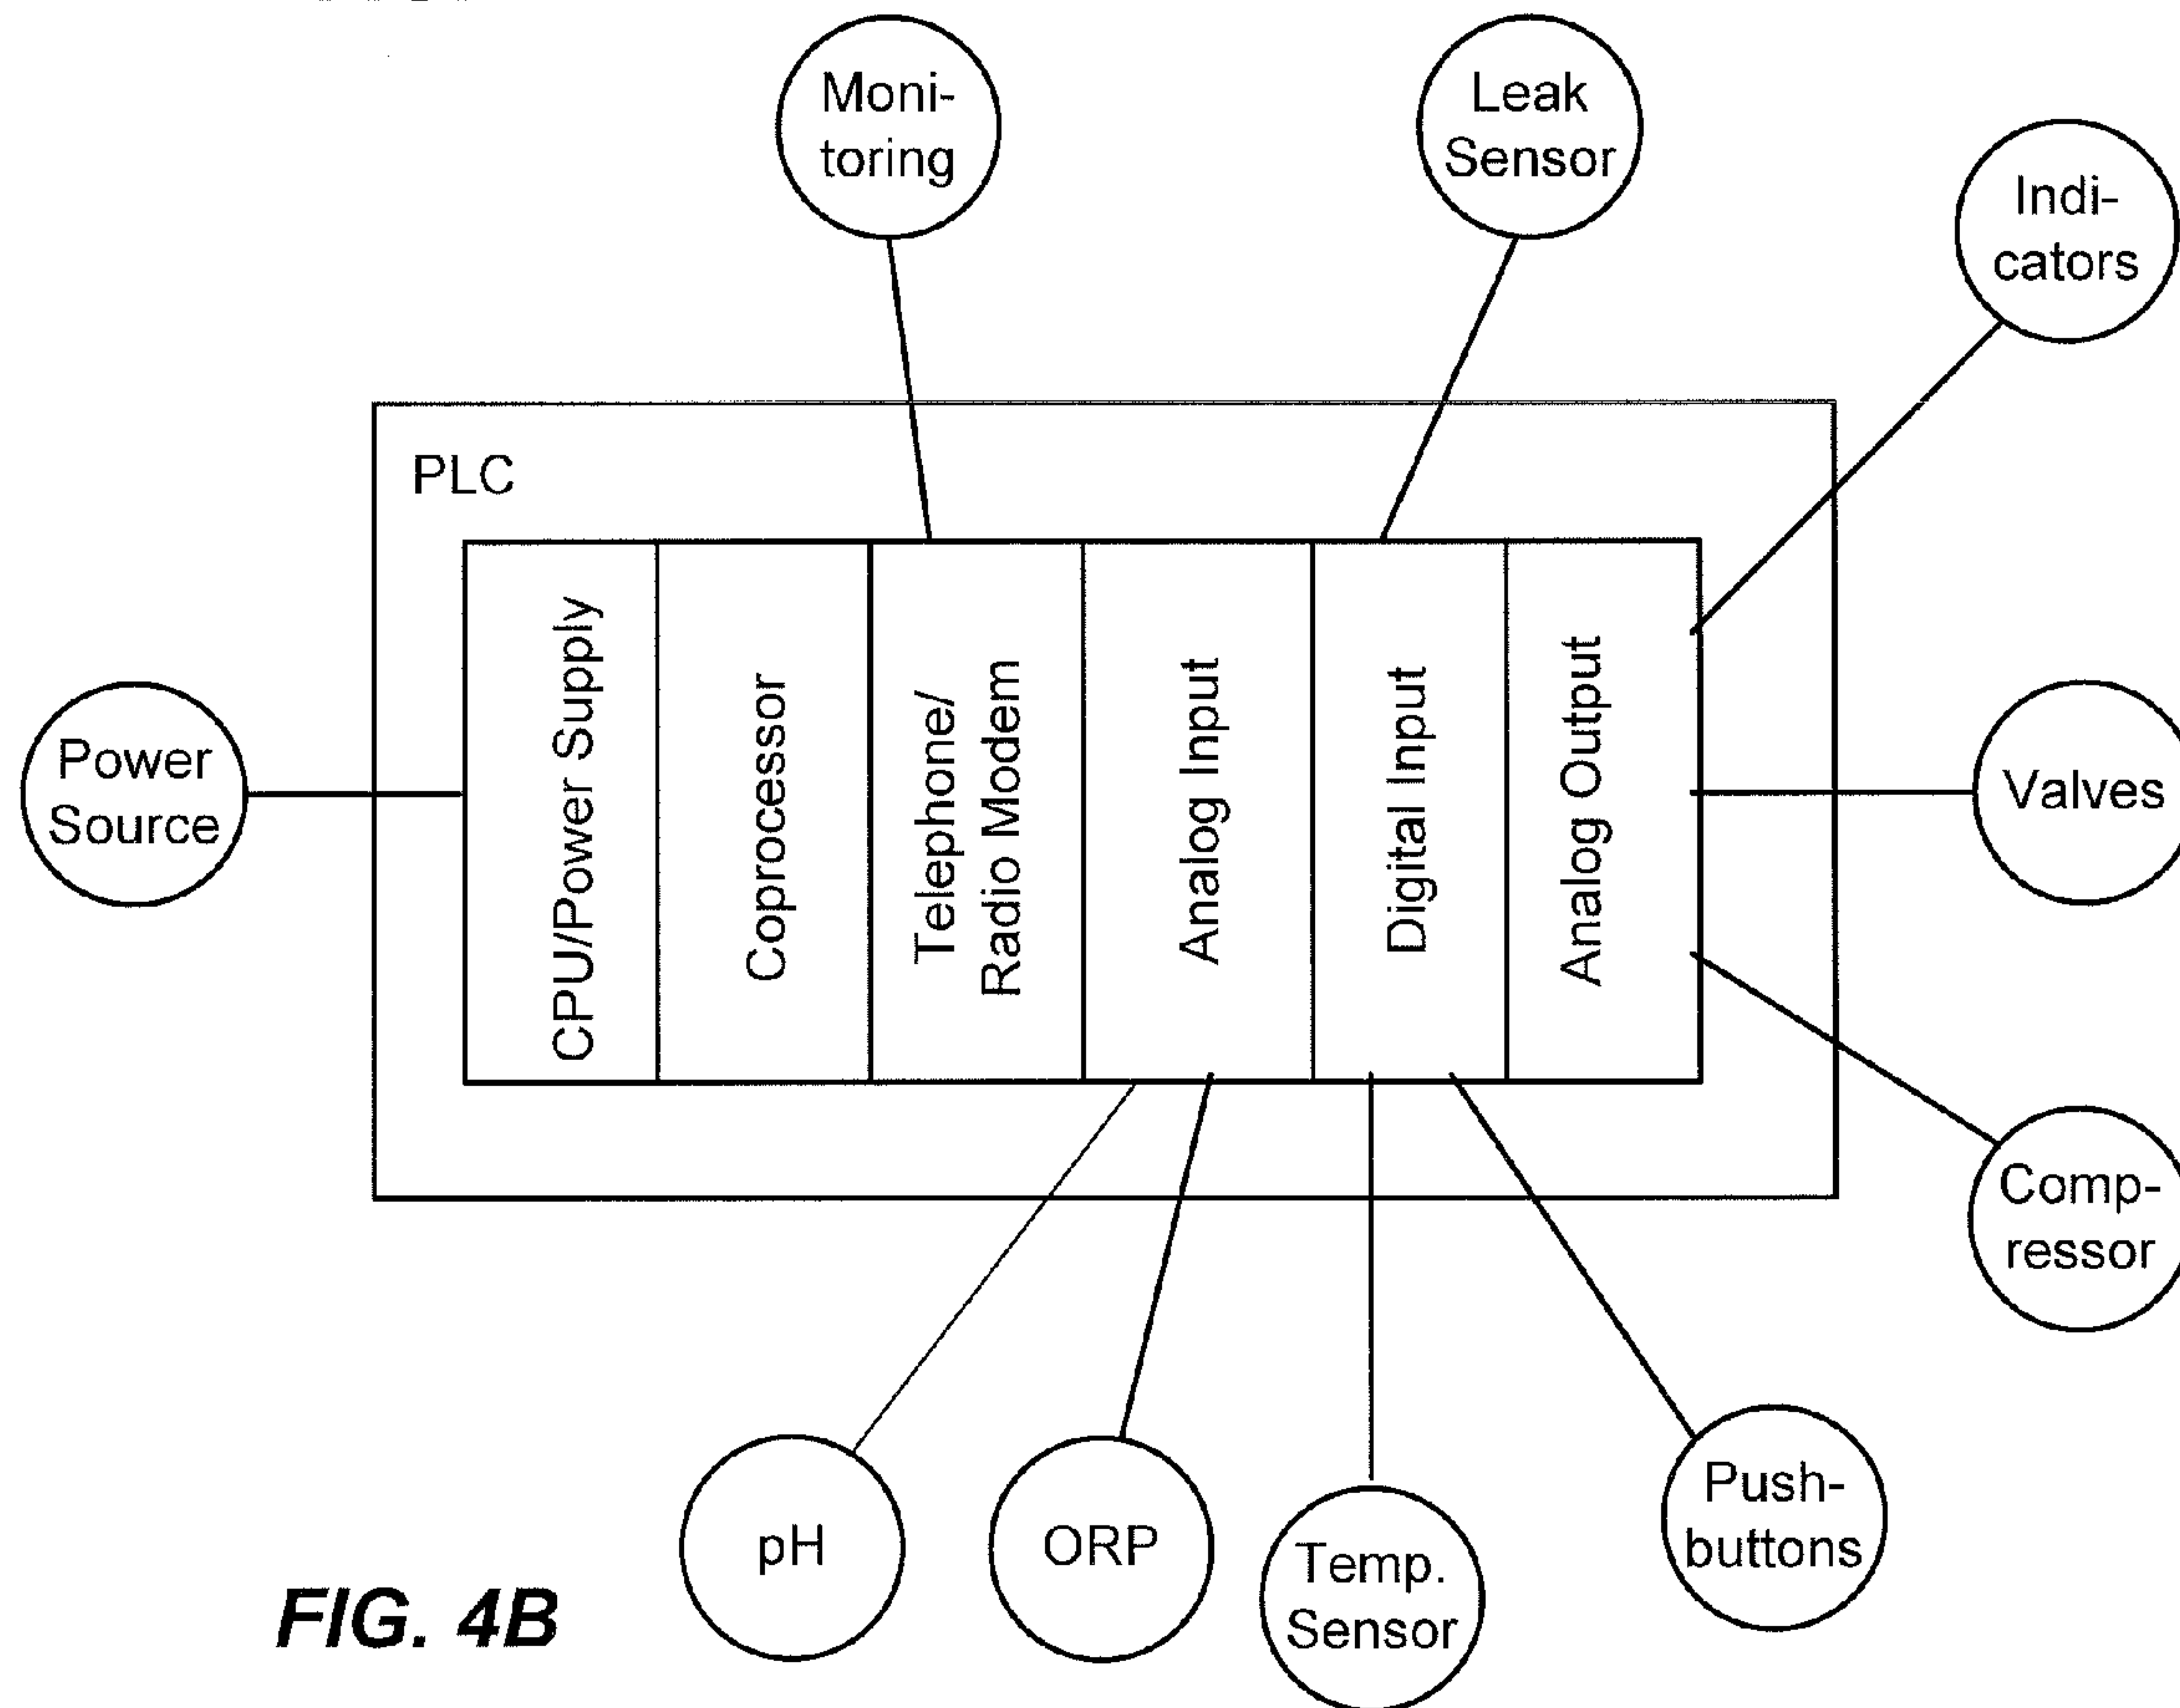 Moni-
toring
Leak
Sensor
Indi-
cators
PLC
Power
Source
CPU/Power Supply
Coprocessor
Telephone/
Radio Modem
Analog Input
Digital Input
Analog Output
Valves
Comp-
ressor
pH
ORP
Temp.
Sensor
Push-
buttons
FIG. 4B